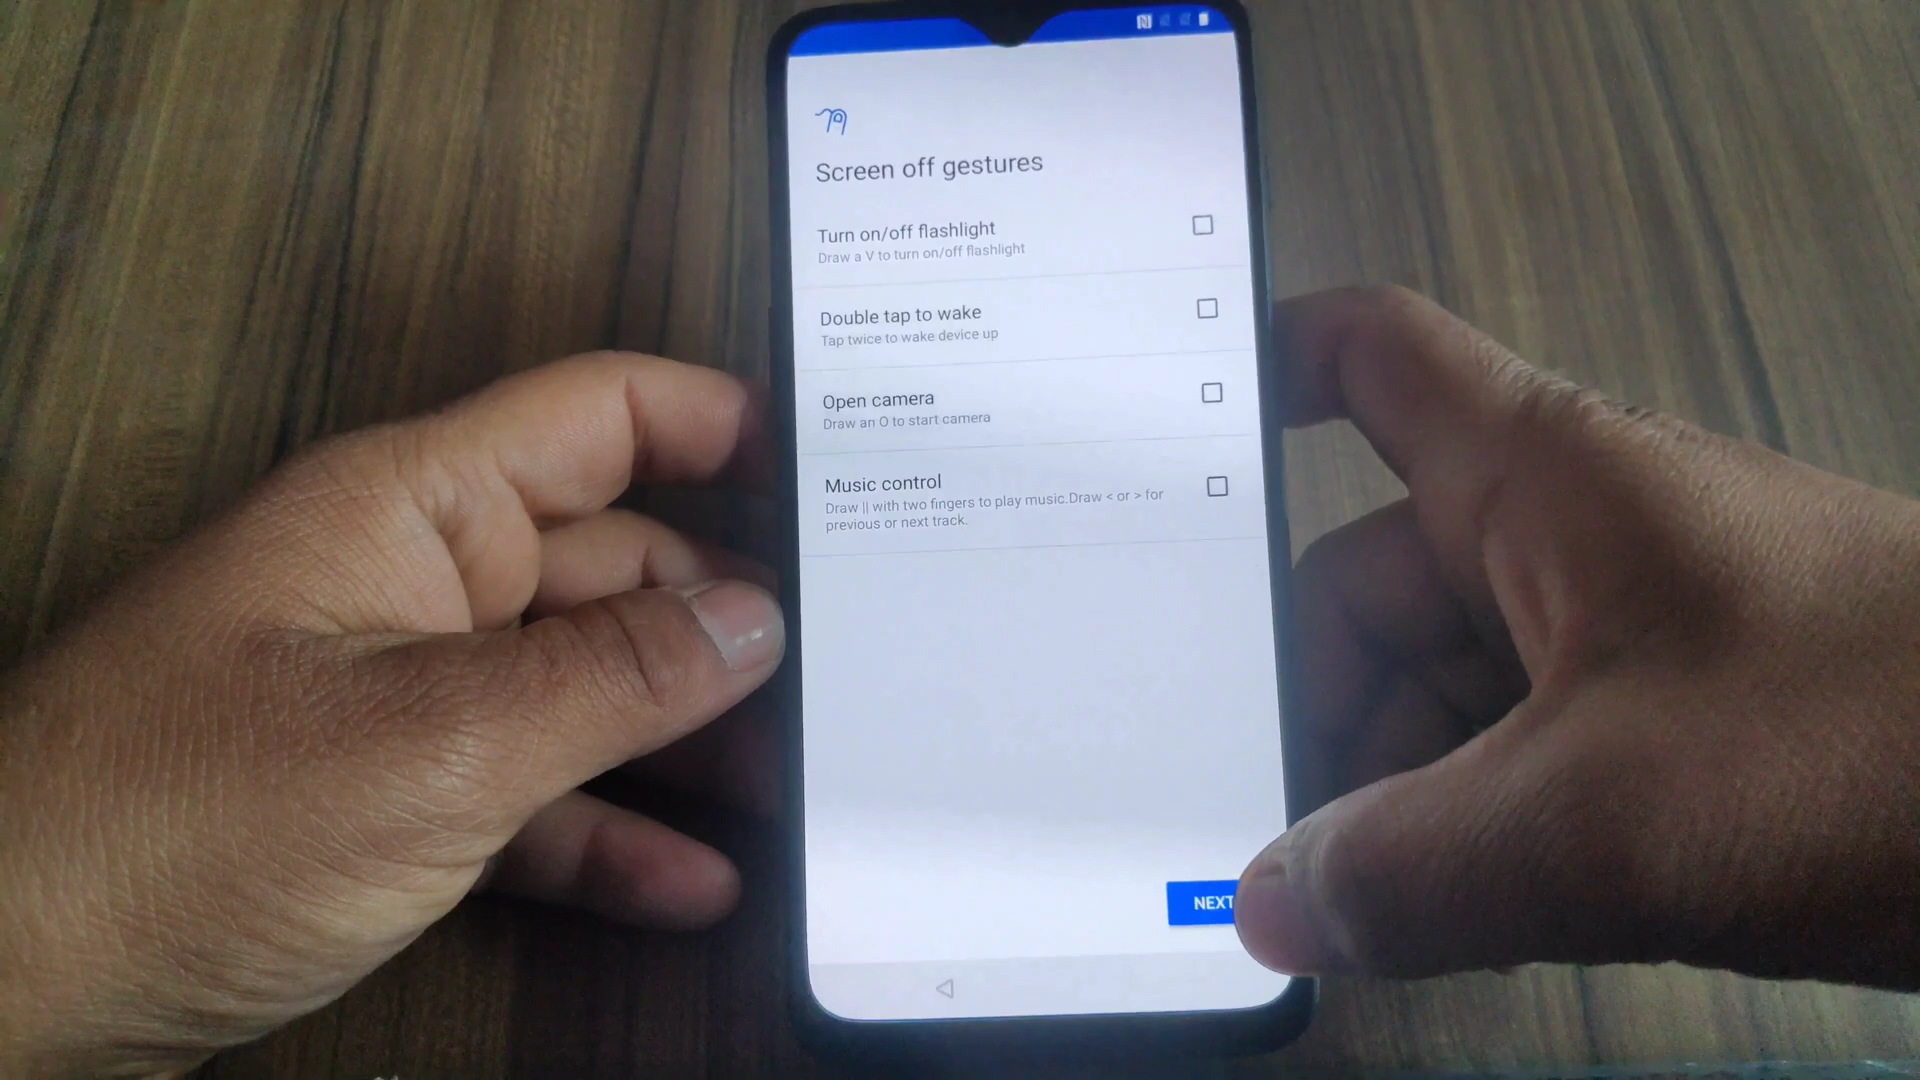 Screen off gestures
Turn on/off flashlight
Draw a V to turn on/off flashlight
Double tap to wake
Tap twice to wake device up
Open camera
Draw an O to start camera
Music control
Draw || with two fingers to play music.Draw < or > for
previous or next track.
NEXT